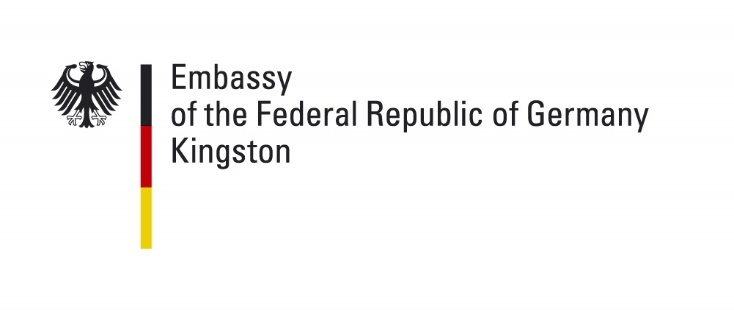 Embassy
of the Federal Republic of Germany
Kingston